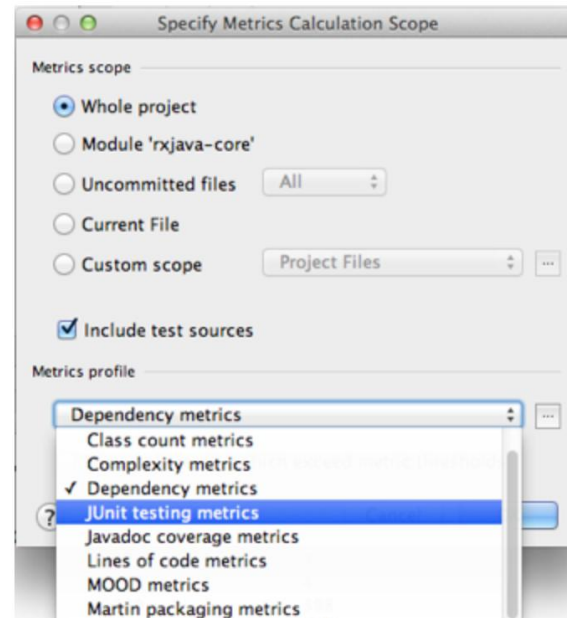 Specify Metrics Calculation Scope
Metrics scope
Whole project
Module 'rxjava-core'
Uncommitted files All
Current File
Custom scope Project Files ...
Include test sources
Metrics profile
Dependency metrics ...
Class count metrics
Complexity metrics
✓ Dependency metrics
? JUnit testing metrics
Javadoc coverage metrics
Lines of code metrics
MOOD metrics
Martin packaging metrics